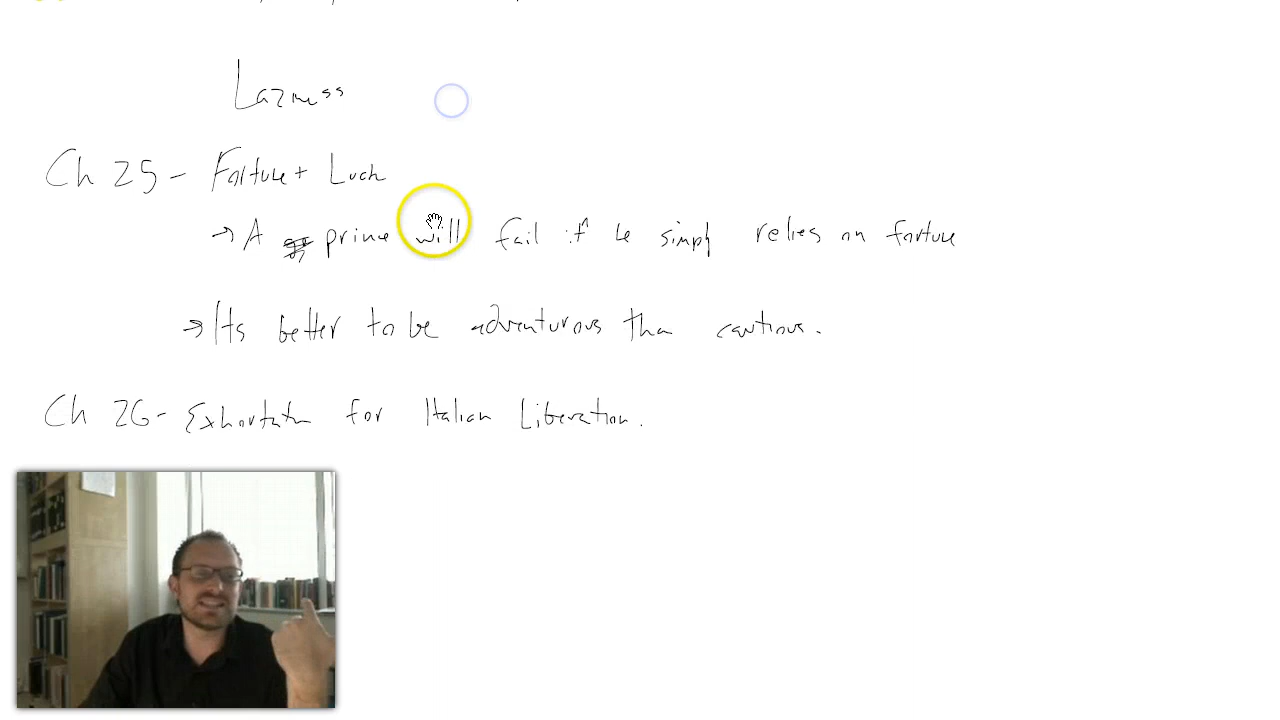 Laziness
Ch 25 - Fortune + Luck
→ A prince will fail if he simply relies on fortune
→ Its better to be adventurous than cautious.
Ch 26 - Exhortation for Italian Liberation.